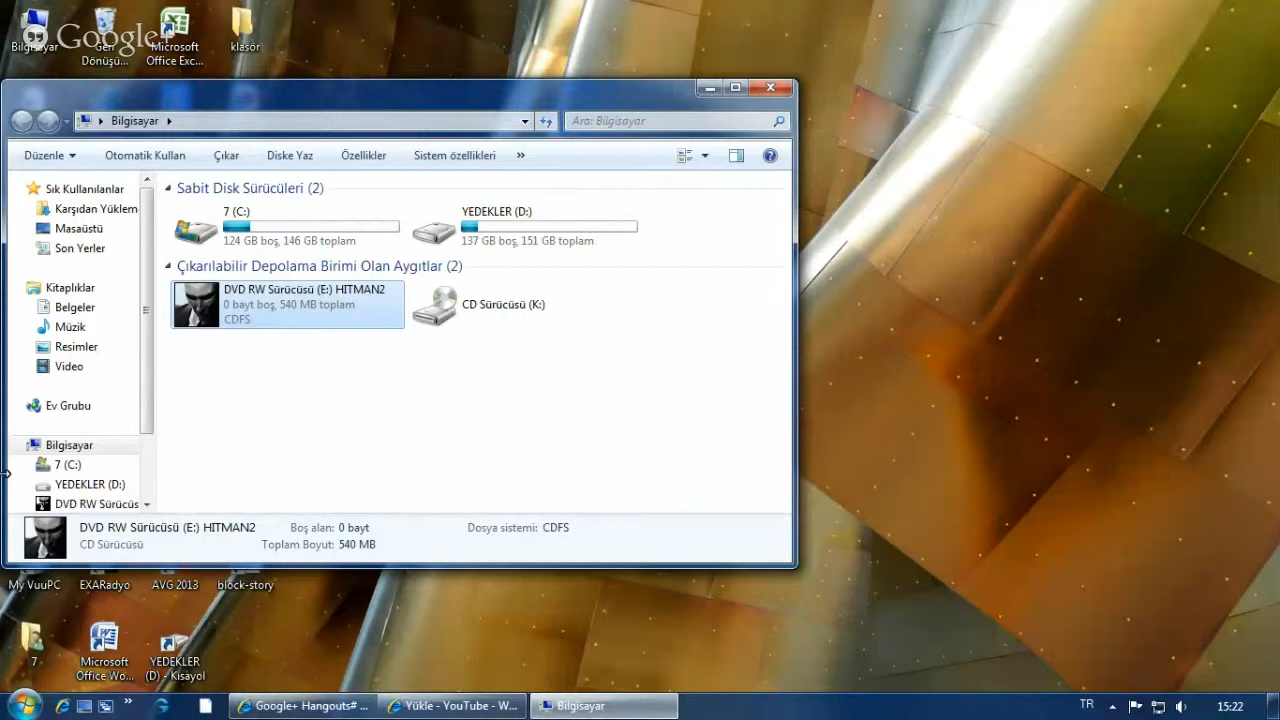 Google+
Bilgisayar
Geri
Dönüşü...
Microsoft
Office Exc...
klasör
Bilgisayar
Ara: Bilgisayar
Düzenle
Otomatik Kullan
Çıkar
Diske Yaz
Özellikler
Sistem özellikleri
»
Sık Kullanılanlar
Karşıdan Yüklem
Masaüstü
Son Yerler
Kitaplıklar
Belgeler
Müzik
Resimler
Video
Ev Grubu
Bilgisayar
7 (C:)
YEDEKLER (D:)
DVD RW Sürücüs
Sabit Disk Sürücüleri (2)
7 (C:)
124 GB boş, 146 GB toplam
YEDEKLER (D:)
137 GB boş, 151 GB toplam
Çıkarılabilir Depolama Birimi Olan Aygıtlar (2)
DVD RW Sürücüsü (E:) HITMAN2
0 bayt boş, 540 MB toplam
CDFS
CD Sürücüsü (K:)
DVD RW Sürücüsü (E:) HITMAN2
Boş alan: 0 bayt
Dosya sistemi: CDFS
CD Sürücüsü
Toplam Boyut: 540 MB
My VuuPC
EXARadyo
AVG 2013
block-story
7
Microsoft
Office Wo...
YEDEKLER
(D) - Kısayol
»
Google+ Hangouts# ...
Yükle - YouTube - W...
Bilgisayar
TR
15:22